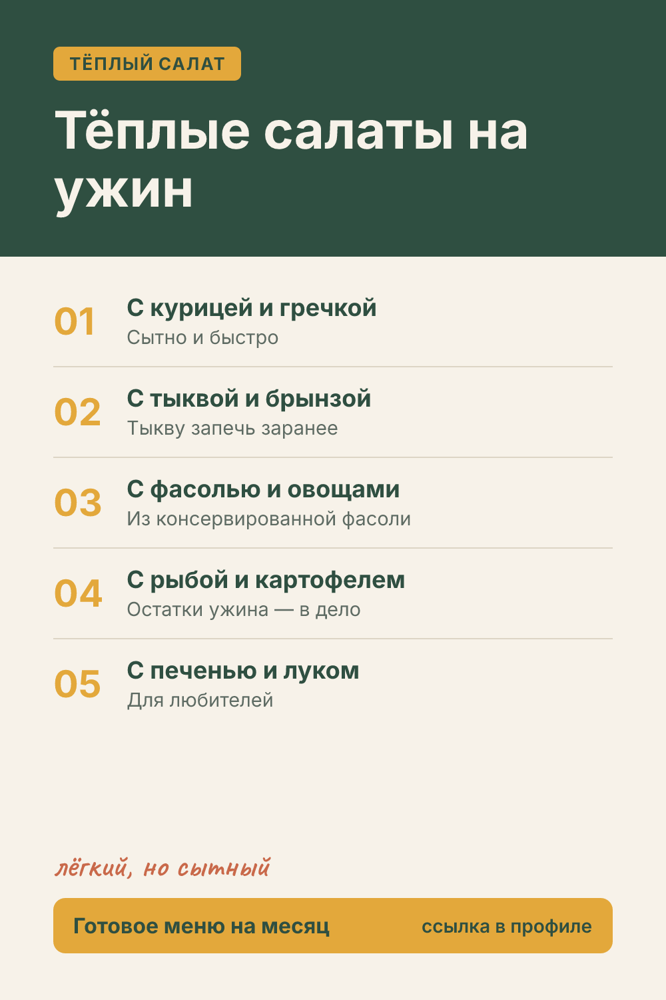 ТЁПЛЫЙ САЛАТ
Тёплые салаты на
ужин
01
С курицей и гречкой
Сытно и быстро
02
С тыквой и брынзой
Тыкву запечь заранее
03
С фасолью и овощами
Из консервированной фасоли
04
С рыбой и картофелем
Остатки ужина — в дело
05
С печенью и луком
Для любителей
лёгкий, но сытный
Готовое меню на месяц
ссылка в профиле